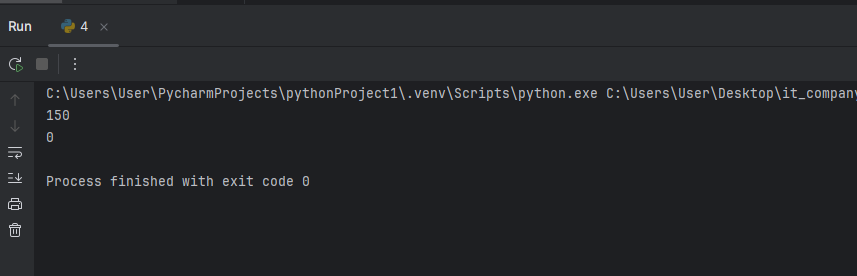 Run 4
C:\Users\User\PycharmProjects\pythonProject1\.venv\Scripts\python.exe C:\Users\User\Desktop\it_company
150
0
Process finished with exit code 0